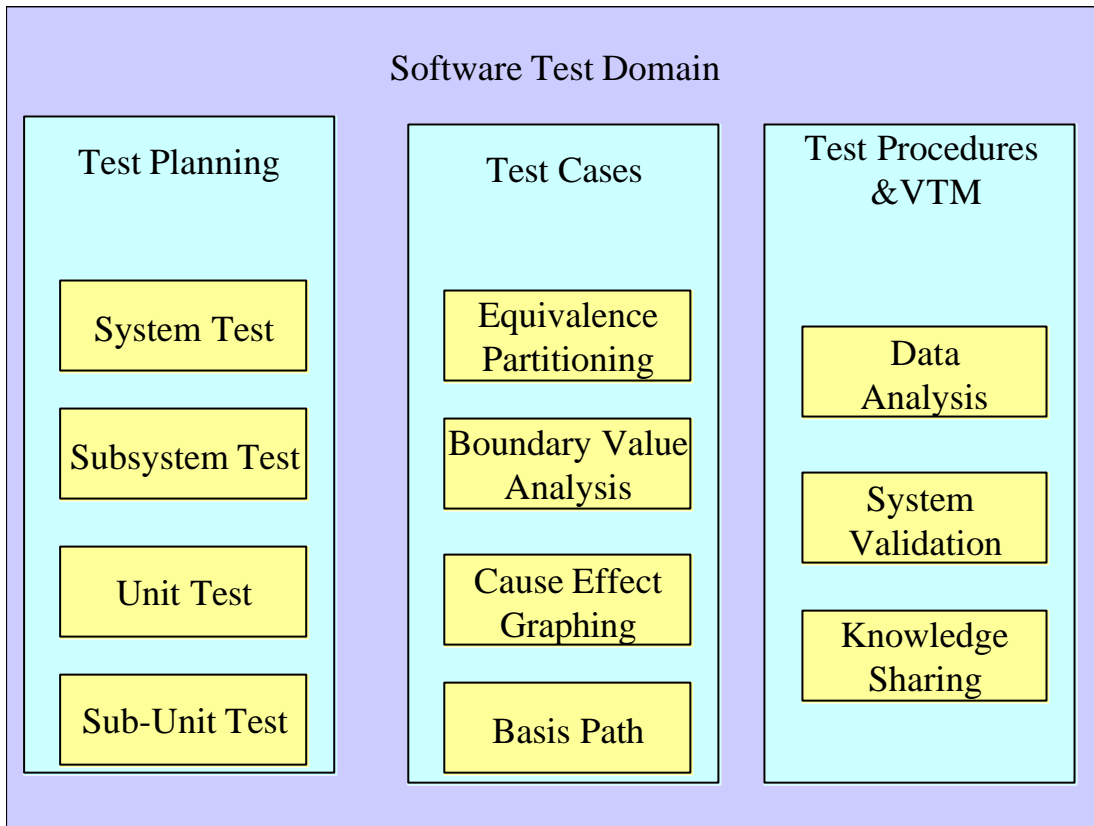 Software Test Domain
Test Planning
System Test
Subsystem Test
Unit Test
Sub-Unit Test
Test Cases
Equivalence
Partitioning
Boundary Value
Analysis
Cause Effect
Graphing
Basis Path
Test Procedures
&VTM
Data
Analysis
System
Validation
Knowledge
Sharing